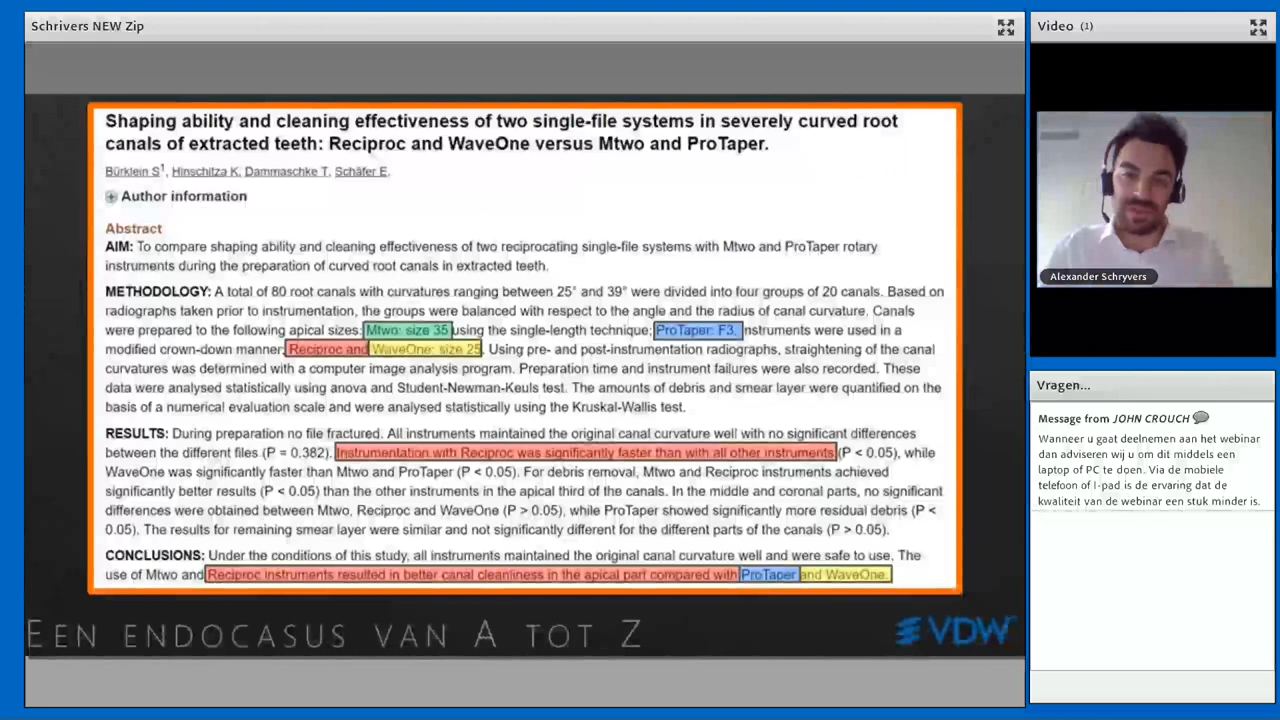 Schrivers NEW Zip
Shaping ability and cleaning effectiveness of two single-file systems in severely curved root
canals of extracted teeth: Reciproc and WaveOne versus Mtwo and ProTaper.
Bürklein S1, Hinschitza K, Dammaschke T, Schäfer E.
Author information
Abstract
AIM: To compare shaping ability and cleaning effectiveness of two reciprocating single-file systems with Mtwo and ProTaper rotary
instruments during the preparation of curved root canals in extracted teeth.
METHODOLOGY: A total of 80 root canals with curvatures ranging between 25° and 39° were divided into four groups of 20 canals. Based on
radiographs taken prior to instrumentation, the groups were balanced with respect to the angle and the radius of canal curvature. Canals
were prepared to the following apical sizes: Mtwo: size 35 using the single-length technique; ProTaper: F3, instruments were used in a
modified crown-down manner; Reciproc and WaveOne: size 25. Using pre- and post-instrumentation radiographs, straightening of the canal
curvatures was determined with a computer image analysis program. Preparation time and instrument failures were also recorded. These
data were analysed statistically using anova and Student-Newman-Keuls test. The amounts of debris and smear layer were quantified on the
basis of a numerical evaluation scale and were analysed statistically using the Kruskal-Wallis test.
RESULTS: During preparation no file fractured. All instruments maintained the original canal curvature well with no significant differences
between the different files (P = 0.382). Instrumentation with Reciproc was significantly faster than with all other instruments (P < 0.05), while
WaveOne was significantly faster than Mtwo and ProTaper (P < 0.05). For debris removal, Mtwo and Reciproc instruments achieved
significantly better results (P < 0.05) than the other instruments in the apical third of the canals. In the middle and coronal parts, no significant
differences were obtained between Mtwo, Reciproc and WaveOne (P > 0.05), while ProTaper showed significantly more residual debris (P <
0.05). The results for remaining smear layer were similar and not significantly different for the different parts of the canals (P > 0.05).
CONCLUSIONS: Under the conditions of this study, all instruments maintained the original canal curvature well and were safe to use. The
use of Mtwo and Reciproc instruments resulted in better canal cleanliness in the apical part compared with ProTaper and WaveOne.
EEN ENDOCASUS VAN A TOT Z
VDW
Video (1)
Alexander Schryvers
Vragen...
Message from JOHN CROUCH
Wanneer u gaat deelnemen aan het webinar
dan adviseren wij u om dit middels een
laptop of PC te doen. Via de mobiele
telefoon of I-pad is de ervaring dat de
kwaliteit van de webinar een stuk minder is.